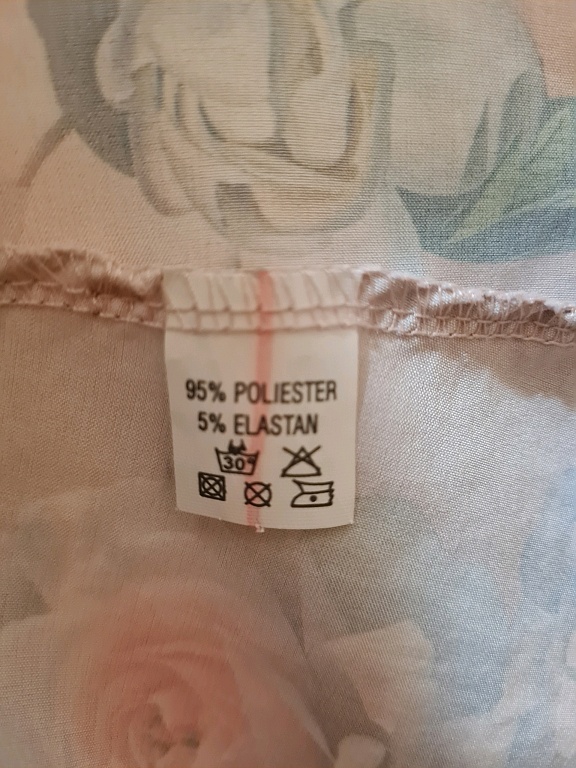 95% POLIESTER
5% ELASTAN
30°